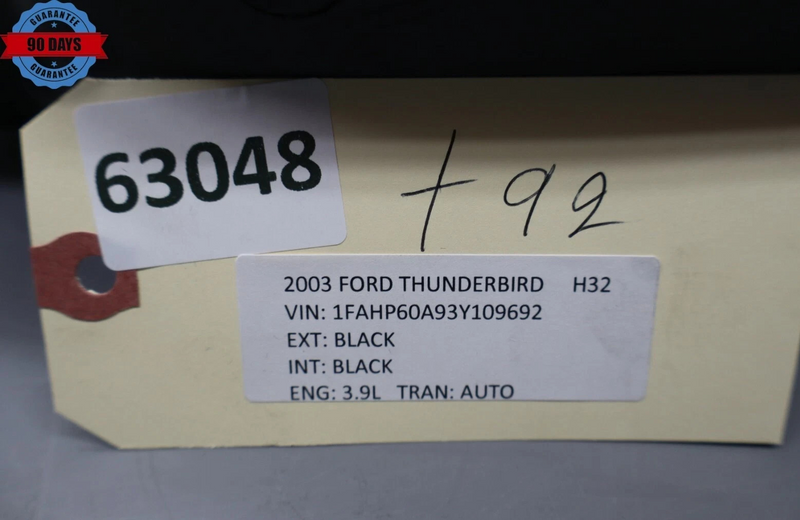 GUARANTEE
90 DAYS
GUARANTEE
63048
+92
2003 FORD THUNDERBIRD H32
VIN: 1FAHP60A93Y109692
EXT: BLACK
INT: BLACK
ENG: 3.9L TRAN: AUTO